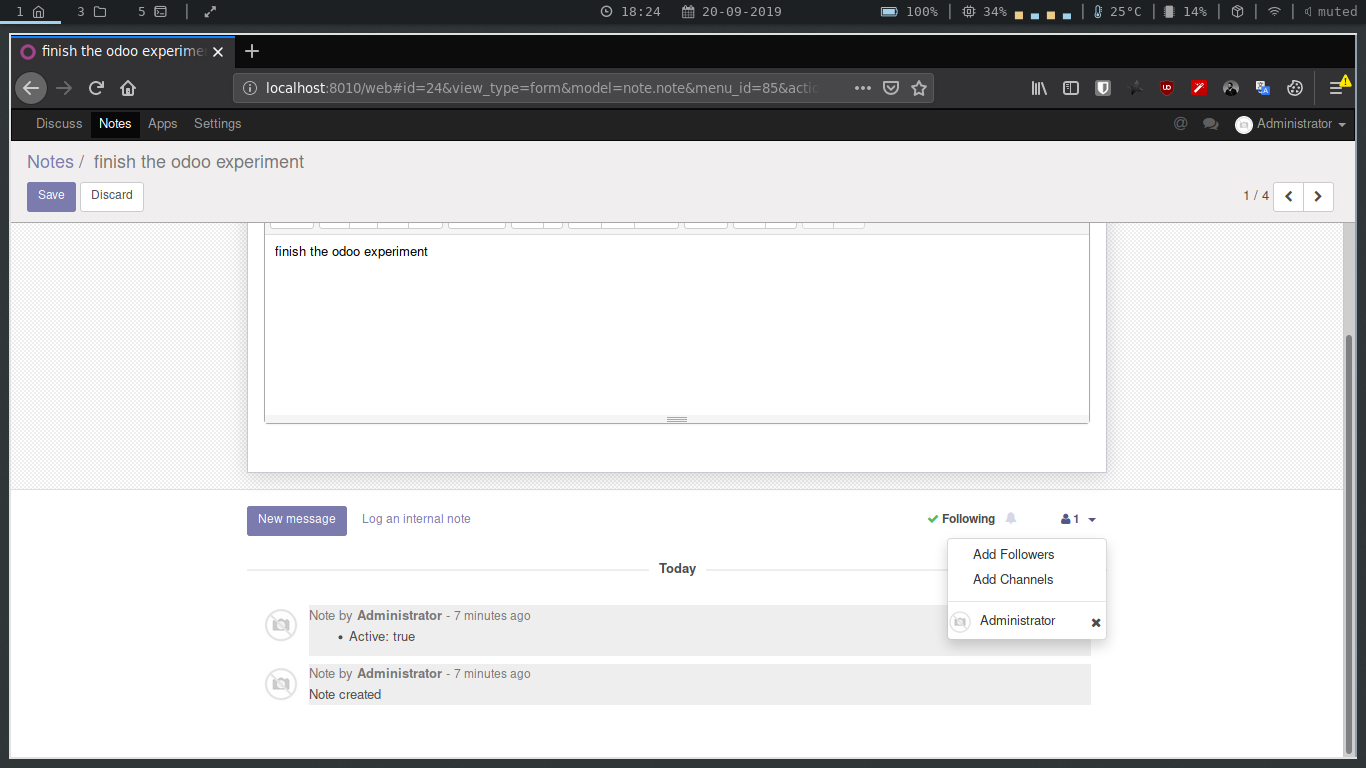 1 3 5 18:24 20-09-2019 100% 34% 25°C 14% muted
finish the odoo experime
localhost:8010/web#id=24&view_type=form&model=note.note&menu_id=85&acti
Discuss Notes Apps Settings Administrator
Notes / finish the odoo experiment
Save Discard 1 / 4
finish the odoo experiment
New message Log an internal note Following 1
Add Followers
Add Channels
Administrator
Today
Note by Administrator - 7 minutes ago
• Active: true
Note by Administrator - 7 minutes ago
Note created